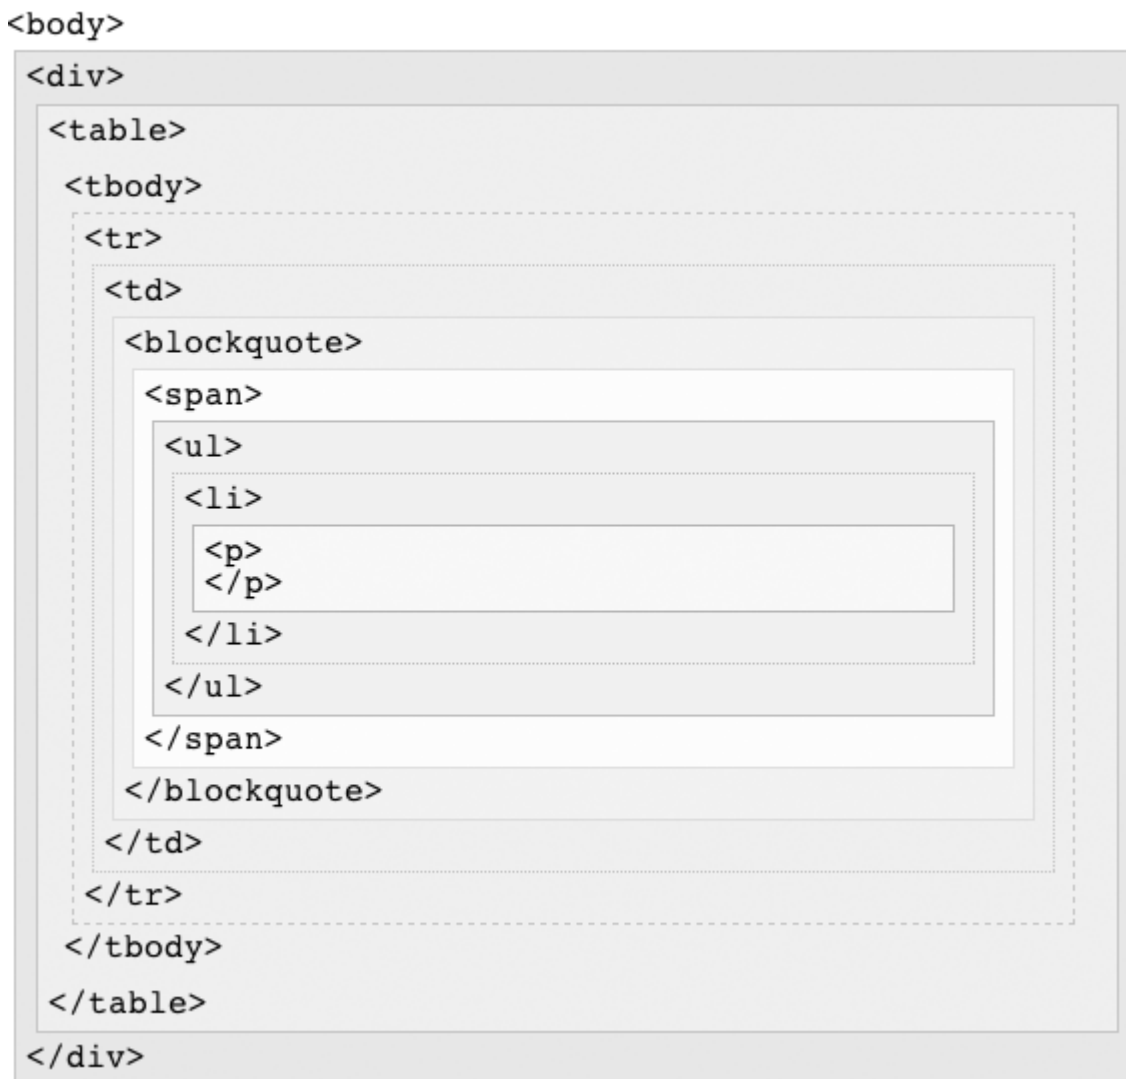 <body>
<div>
<table>
<tbody>
<tr>
<td>
<blockquote>
<span>
<ul>
<li>
<p>
</p>
</li>
</ul>
</span>
</blockquote>
</td>
</tr>
</tbody>
</table>
</div>